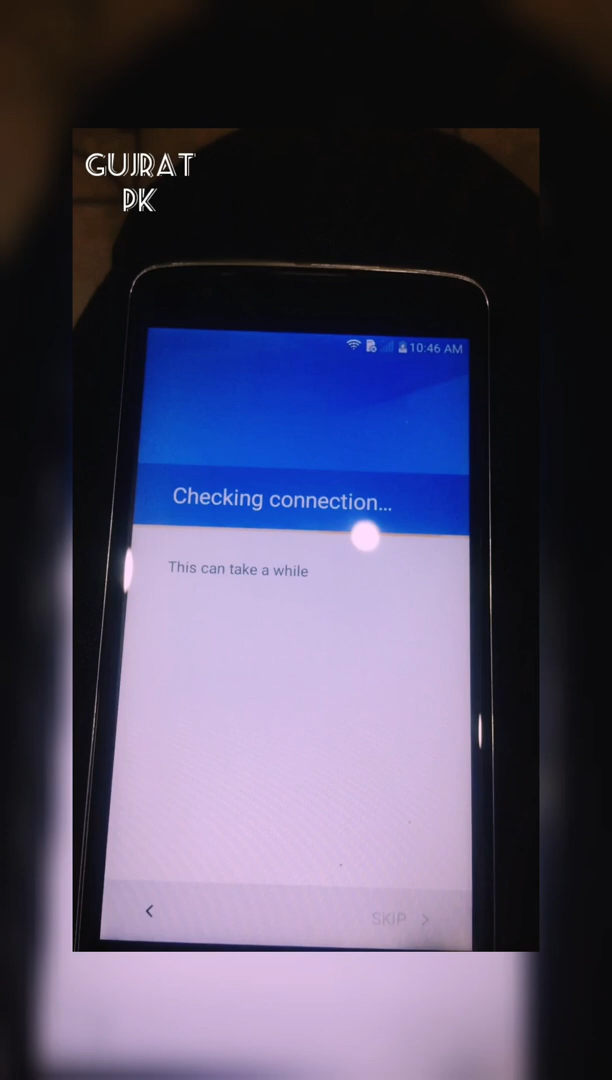 GUJRAT
PK
10:46 AM
Checking connection...
This can take a while
SKIP